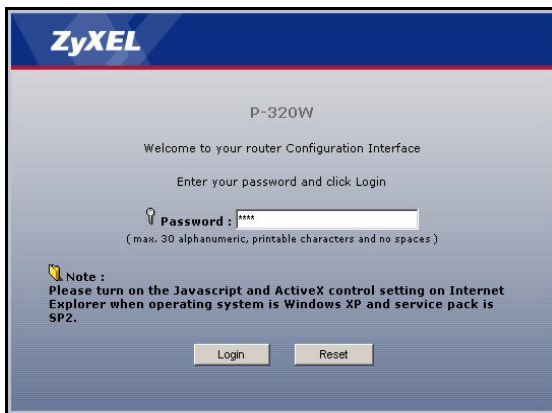 ZyXEL
P-320W
Welcome to your router Configuration Interface
Enter your password and click Login
Password : ****
( max. 30 alphanumeric, printable characters and no spaces )
Note :
Please turn on the Javascript and ActiveX control setting on Internet
Explorer when operating system is Windows XP and service pack is
SP2.
Login Reset